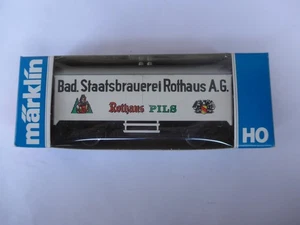 märklin
Bad. Staatsbrauerei Rothaus A.G.
Rothaus PILS
HO